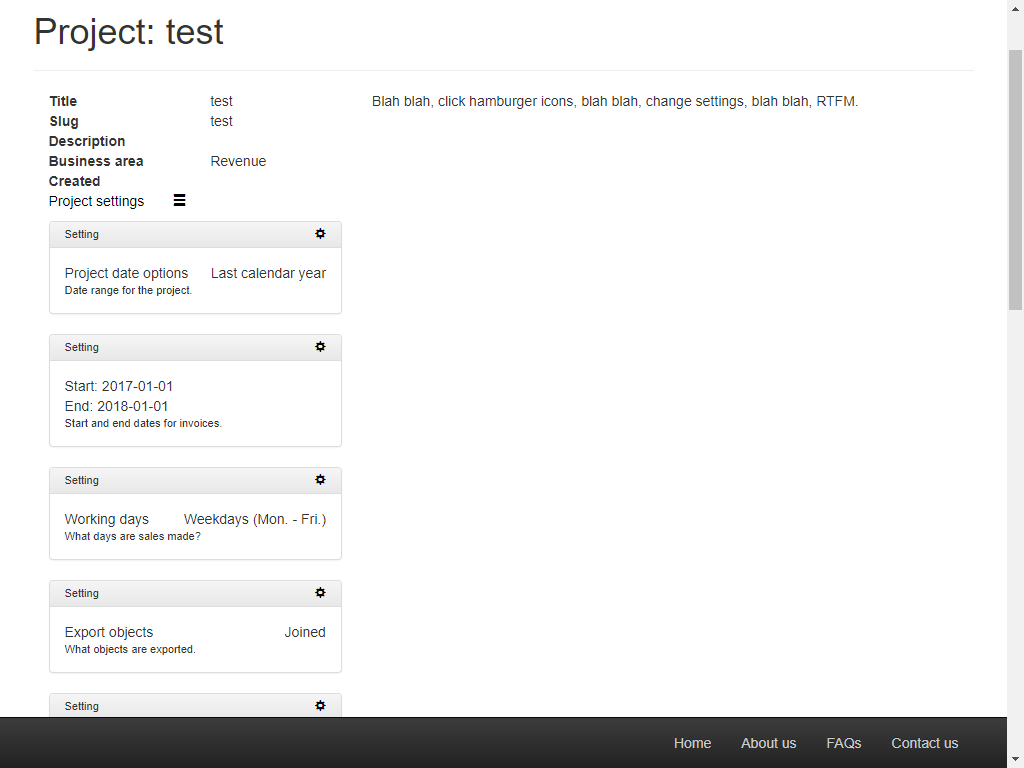 Project: test
Title test
Slug test
Description
Business area Revenue
Created
Project settings
Blah blah, click hamburger icons, blah blah, change settings, blah blah, RTFM.
Setting
Project date options Last calendar year
Date range for the project.
Setting
Start: 2017-01-01
End: 2018-01-01
Start and end dates for invoices.
Setting
Working days Weekdays (Mon. - Fri.)
What days are sales made?
Setting
Export objects Joined
What objects are exported.
Setting
Home About us FAQs Contact us